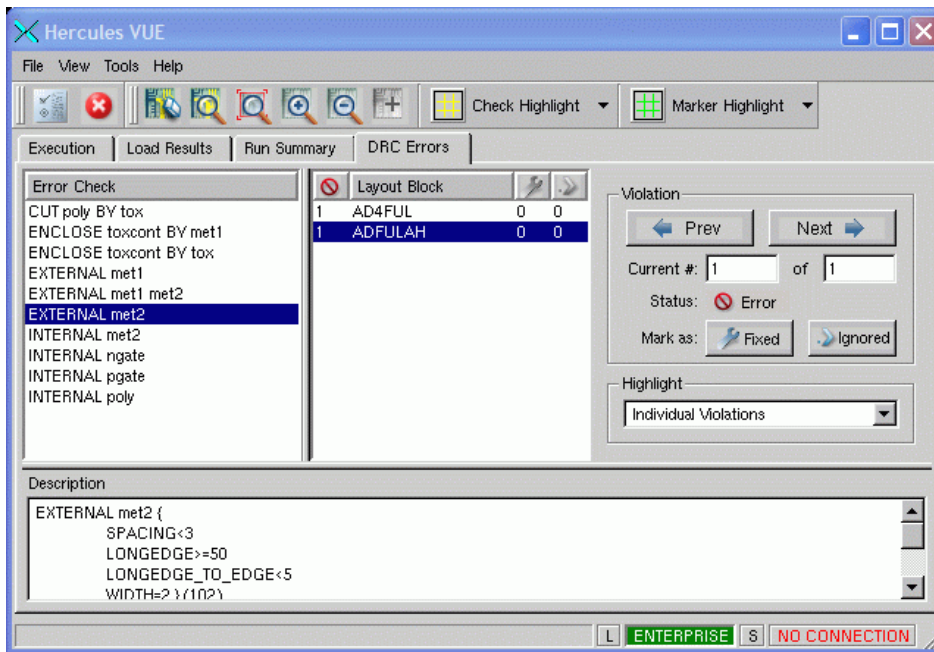 Hercules VUE
File View Tools Help
Check Highlight Marker Highlight
Execution Load Results Run Summary DRC Errors
Error Check
CUT poly BY tox
ENCLOSE toxcont BY met1
ENCLOSE toxcont BY tox
EXTERNAL met1
EXTERNAL met1 met2
EXTERNAL met2
INTERNAL met2
INTERNAL ngate
INTERNAL pgate
INTERNAL poly
Layout Block
1 AD4FUL 0 0
1 ADFULAH 0 0
Violation
Prev Next
Current #: 1 of 1
Status: Error
Mark as: Fixed Ignored
Highlight
Individual Violations
Description
EXTERNAL met2 {
SPACING<3
LONGEDGE>=50
LONGEDGE_TO_EDGE<5
WIDTH=2 } (102)
L ENTERPRISE S NO CONNECTION